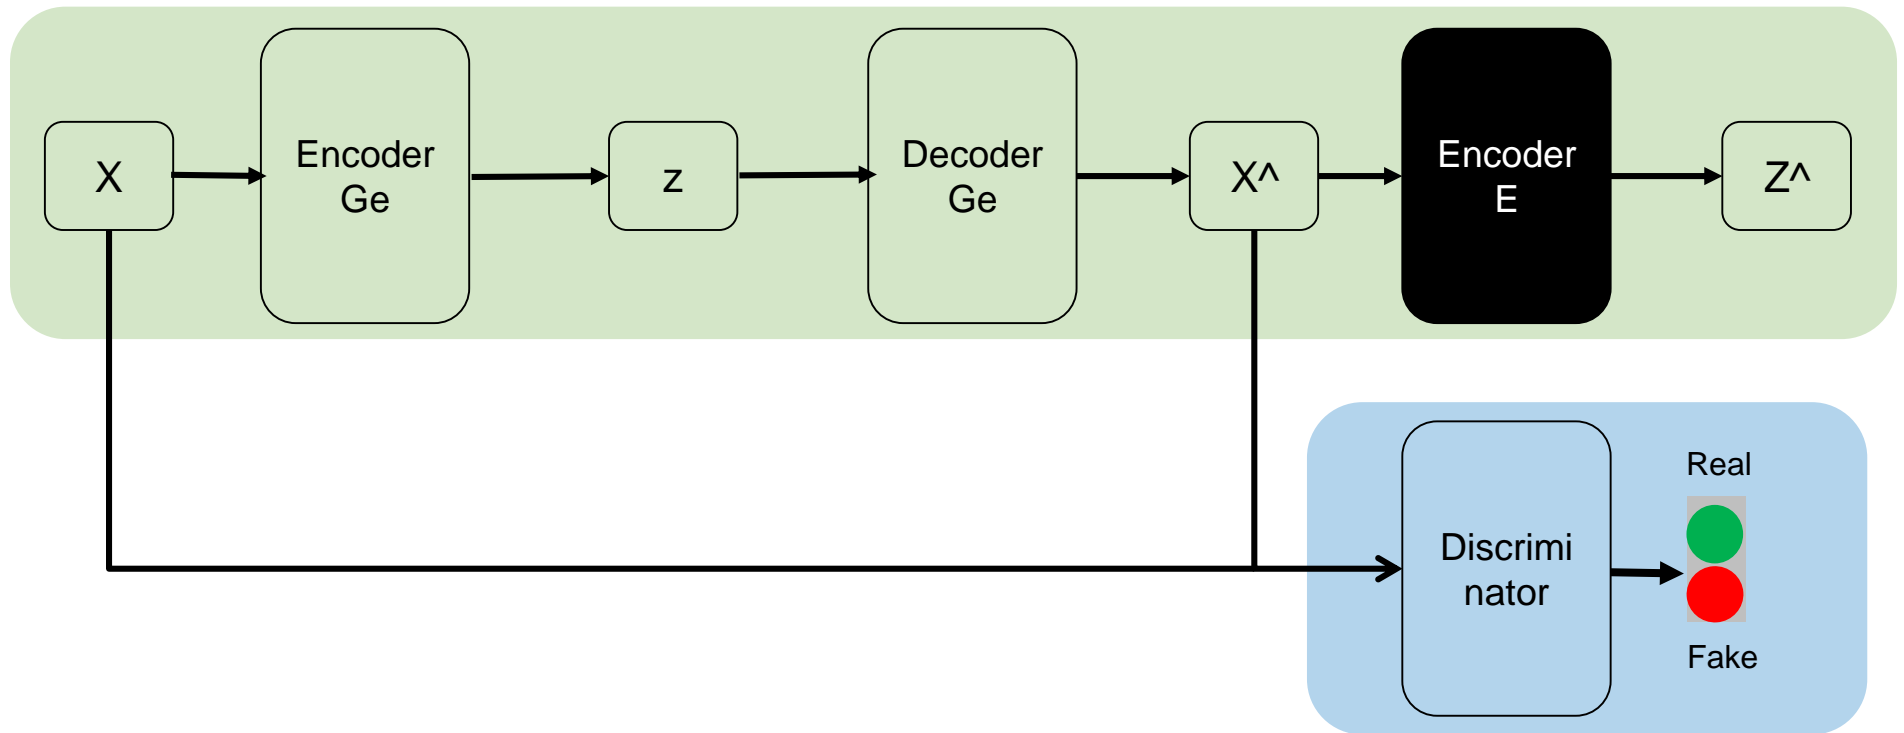 X
Encoder
Ge
z
Decoder
Ge
X^
Encoder
E
Z^
Discrimi
nator
Real
Fake